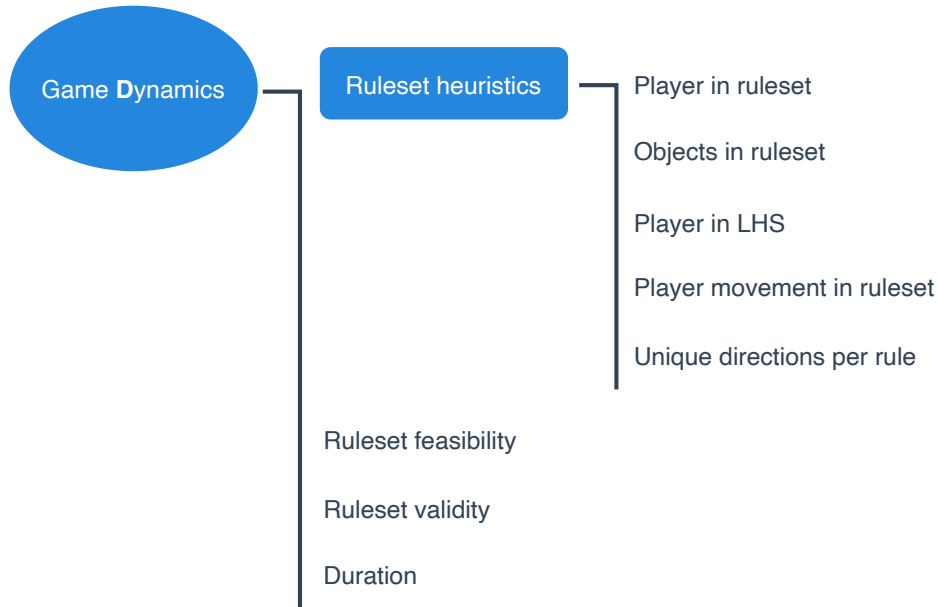 Game Dynamics
Ruleset heuristics
Player in ruleset
Objects in ruleset
Player in LHS
Player movement in ruleset
Unique directions per rule
Ruleset feasibility
Ruleset validity
Duration